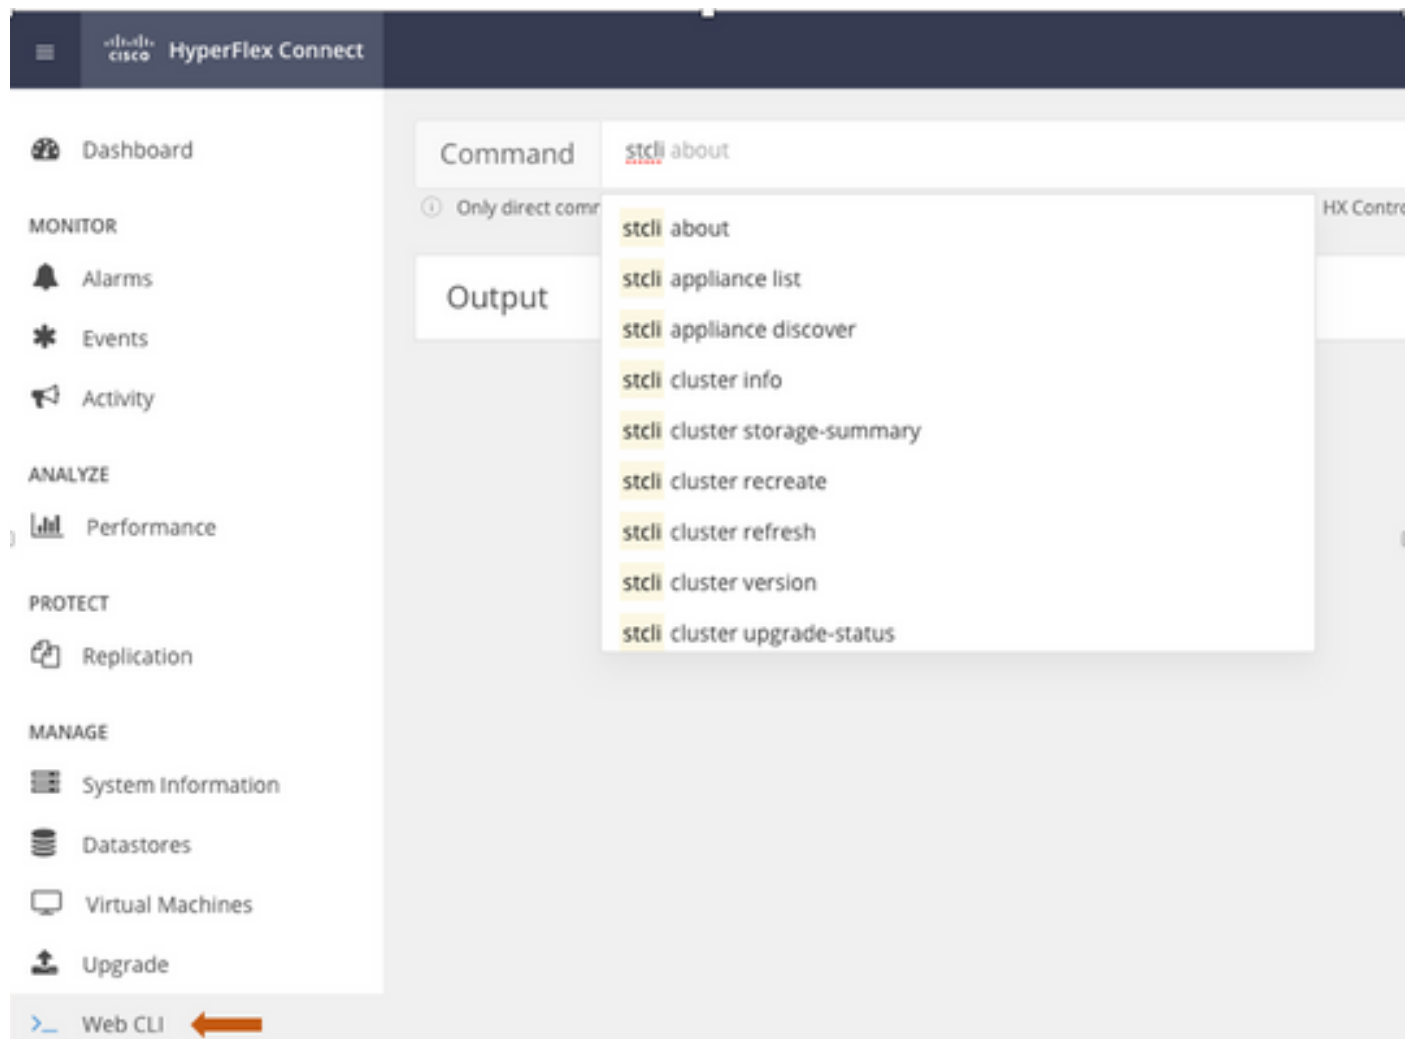 CISCO HyperFlex Connect
Dashboard
MONITOR
Alarms
Events
Activity
ANALYZE
Performance
PROTECT
Replication
MANAGE
System Information
Datastores
Virtual Machines
Upgrade
>_ Web CLI
Command stcli about
Only direct comm HX Contro
Output
stcli about
stcli appliance list
stcli appliance discover
stcli cluster info
stcli cluster storage-summary
stcli cluster recreate
stcli cluster refresh
stcli cluster version
stcli cluster upgrade-status